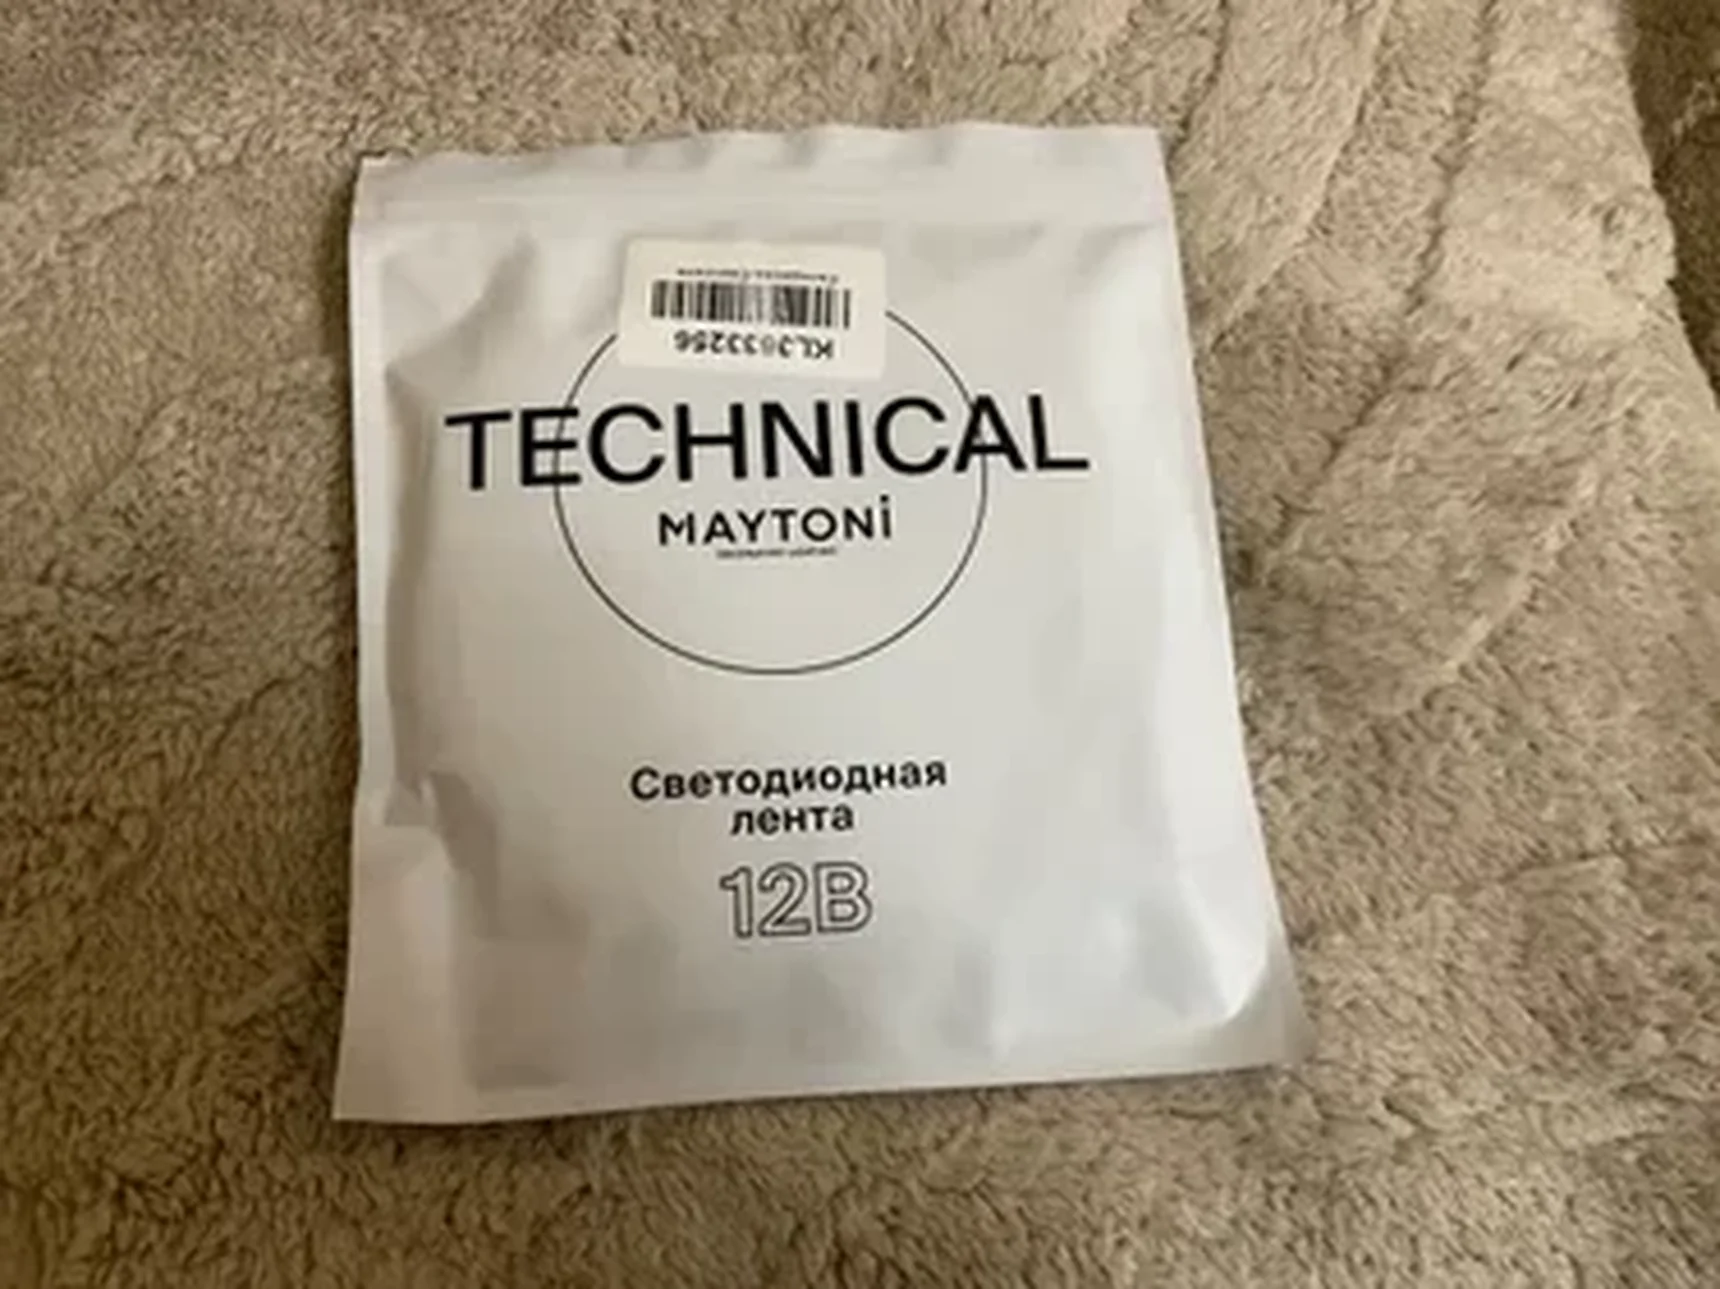 KL3633256
TECHNICAL
MAYTONi
Светодиодная
лента
12В